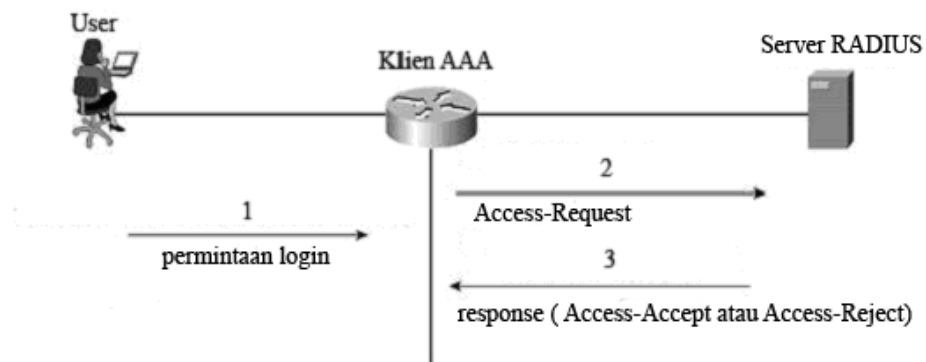 User
Klien AAA
Server RADIUS
1
permintaan login
2
Access-Request
3
response ( Access-Accept atau Access-Reject)